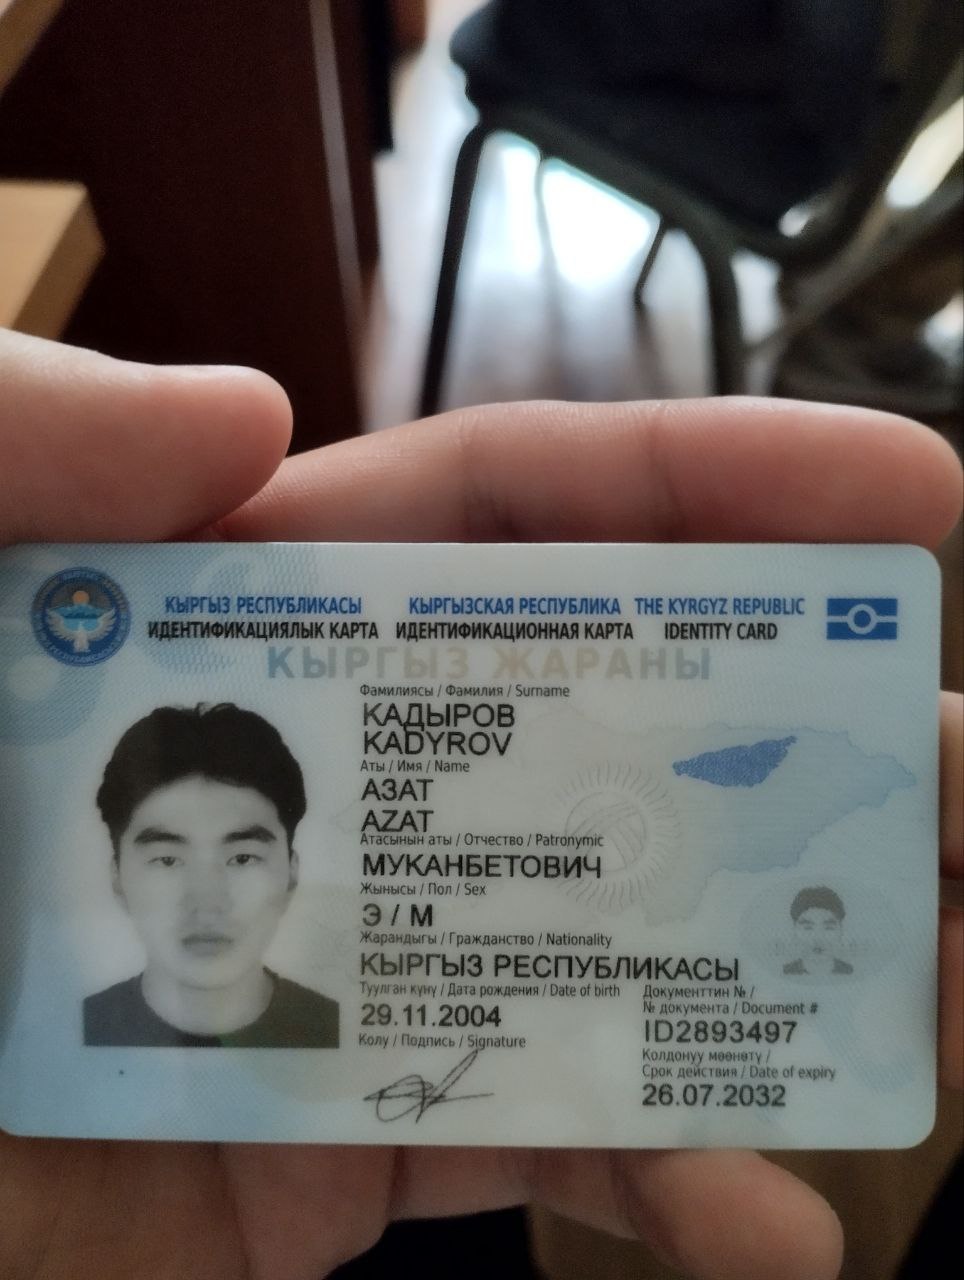 КЫРГ�ыЗ РЕСПУБЛИКАСЫ КЫРГЫЗСКАЯ РЕСПУБЛИКА THE KYRGYZ REPUBLIC
ИДЕНТИФИКАЦИЯЛЫК КАРТА ИДЕНТИФИКАЦИОННАЯ КАРТА IDENTITY CARD
КЫРГЫЗ ЖАРАНЫ
Фамилиясы / Фамилия / Surname
КАДЫРОВ
KADYROV
Аты / Имя / Name
АЗАТ
AZAT
Атасынын аты / Отчество / Patronymic
МУКАНБЕТОВИЧ
Жынысы / Пол / Sex
Э / М
Жарандыгы / Гражданство / Nationality
КЫРГЫЗ РЕСПУБЛИКАСЫ
Туулган күнү / Дата рождения / Date of birth
29.11.2004
Колу / Подпись / Signature
Документтин № /
№ документа / Document #
ID2893497
Колдонуу мөөнөтү /
Срок действия / Date of expiry
26.07.2032